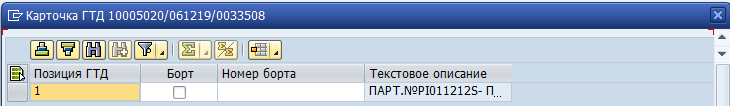 Карточка ГТД 10005020/061219/0033508
Позиция ГТД Борт Номер борта Текстовое описание
1 ПАРТ.№PI011212S- П...